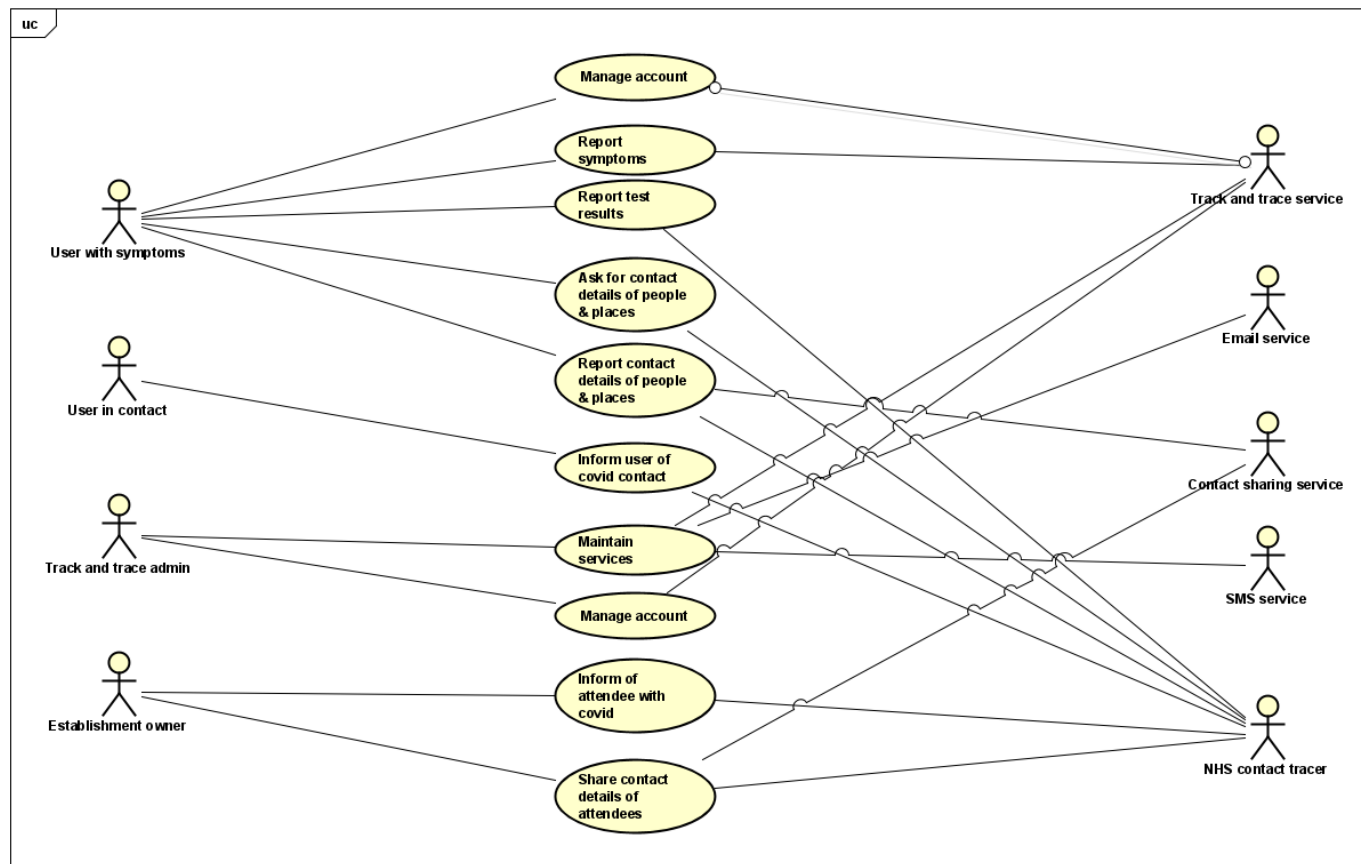 uc
Manage account
Report
symptoms
Report test
results
Ask for contact
details of people
& places
Report contact
details of people
& places
Inform user of
covid contact
Maintain
services
Manage account
Inform of
attendee with
covid
Share contact
details of
attendees
User with symptoms
User in contact
Track and trace admin
Establishment owner
Track and trace service
Email service
Contact sharing service
SMS service
NHS contact tracer